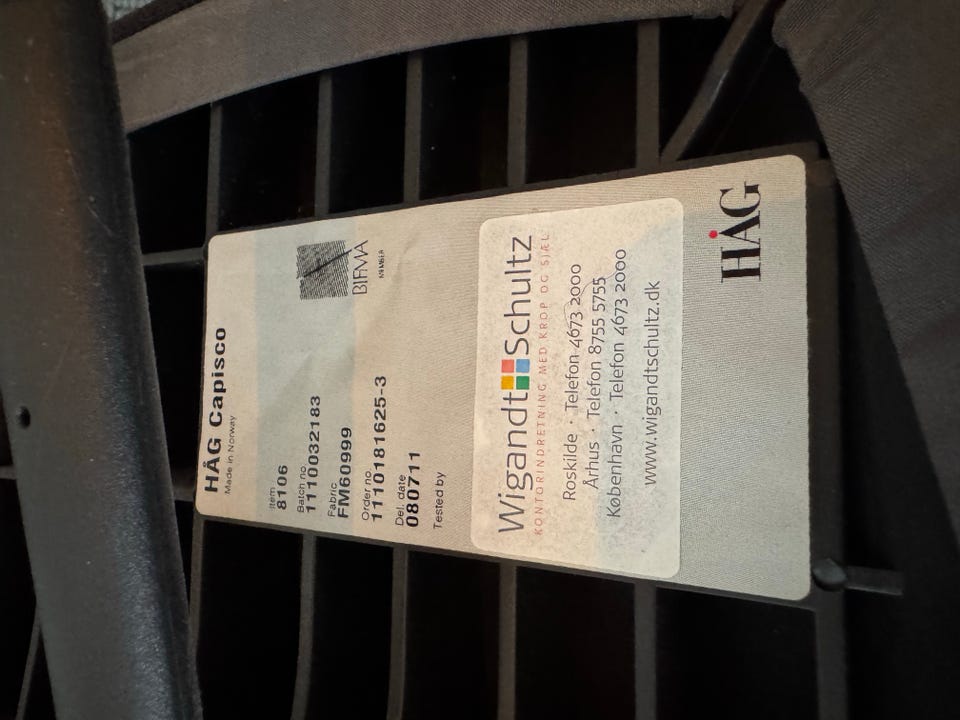 HÅG Capisco
Made in Norway
Item
8106
Batch no
1110032183
Fabric
FM60999
Order no
1110181625-3
Del. date
080711
Tested by
BIFMA
MEMBER
Wigandt Schultz
KONTORINDRETNING MED KROP OG SJÆL
Roskilde · Telefon 4673 2000
Århus · Telefon 8755 5755
København · Telefon 4673 2000
www.wigandtschultz.dk
HÅG